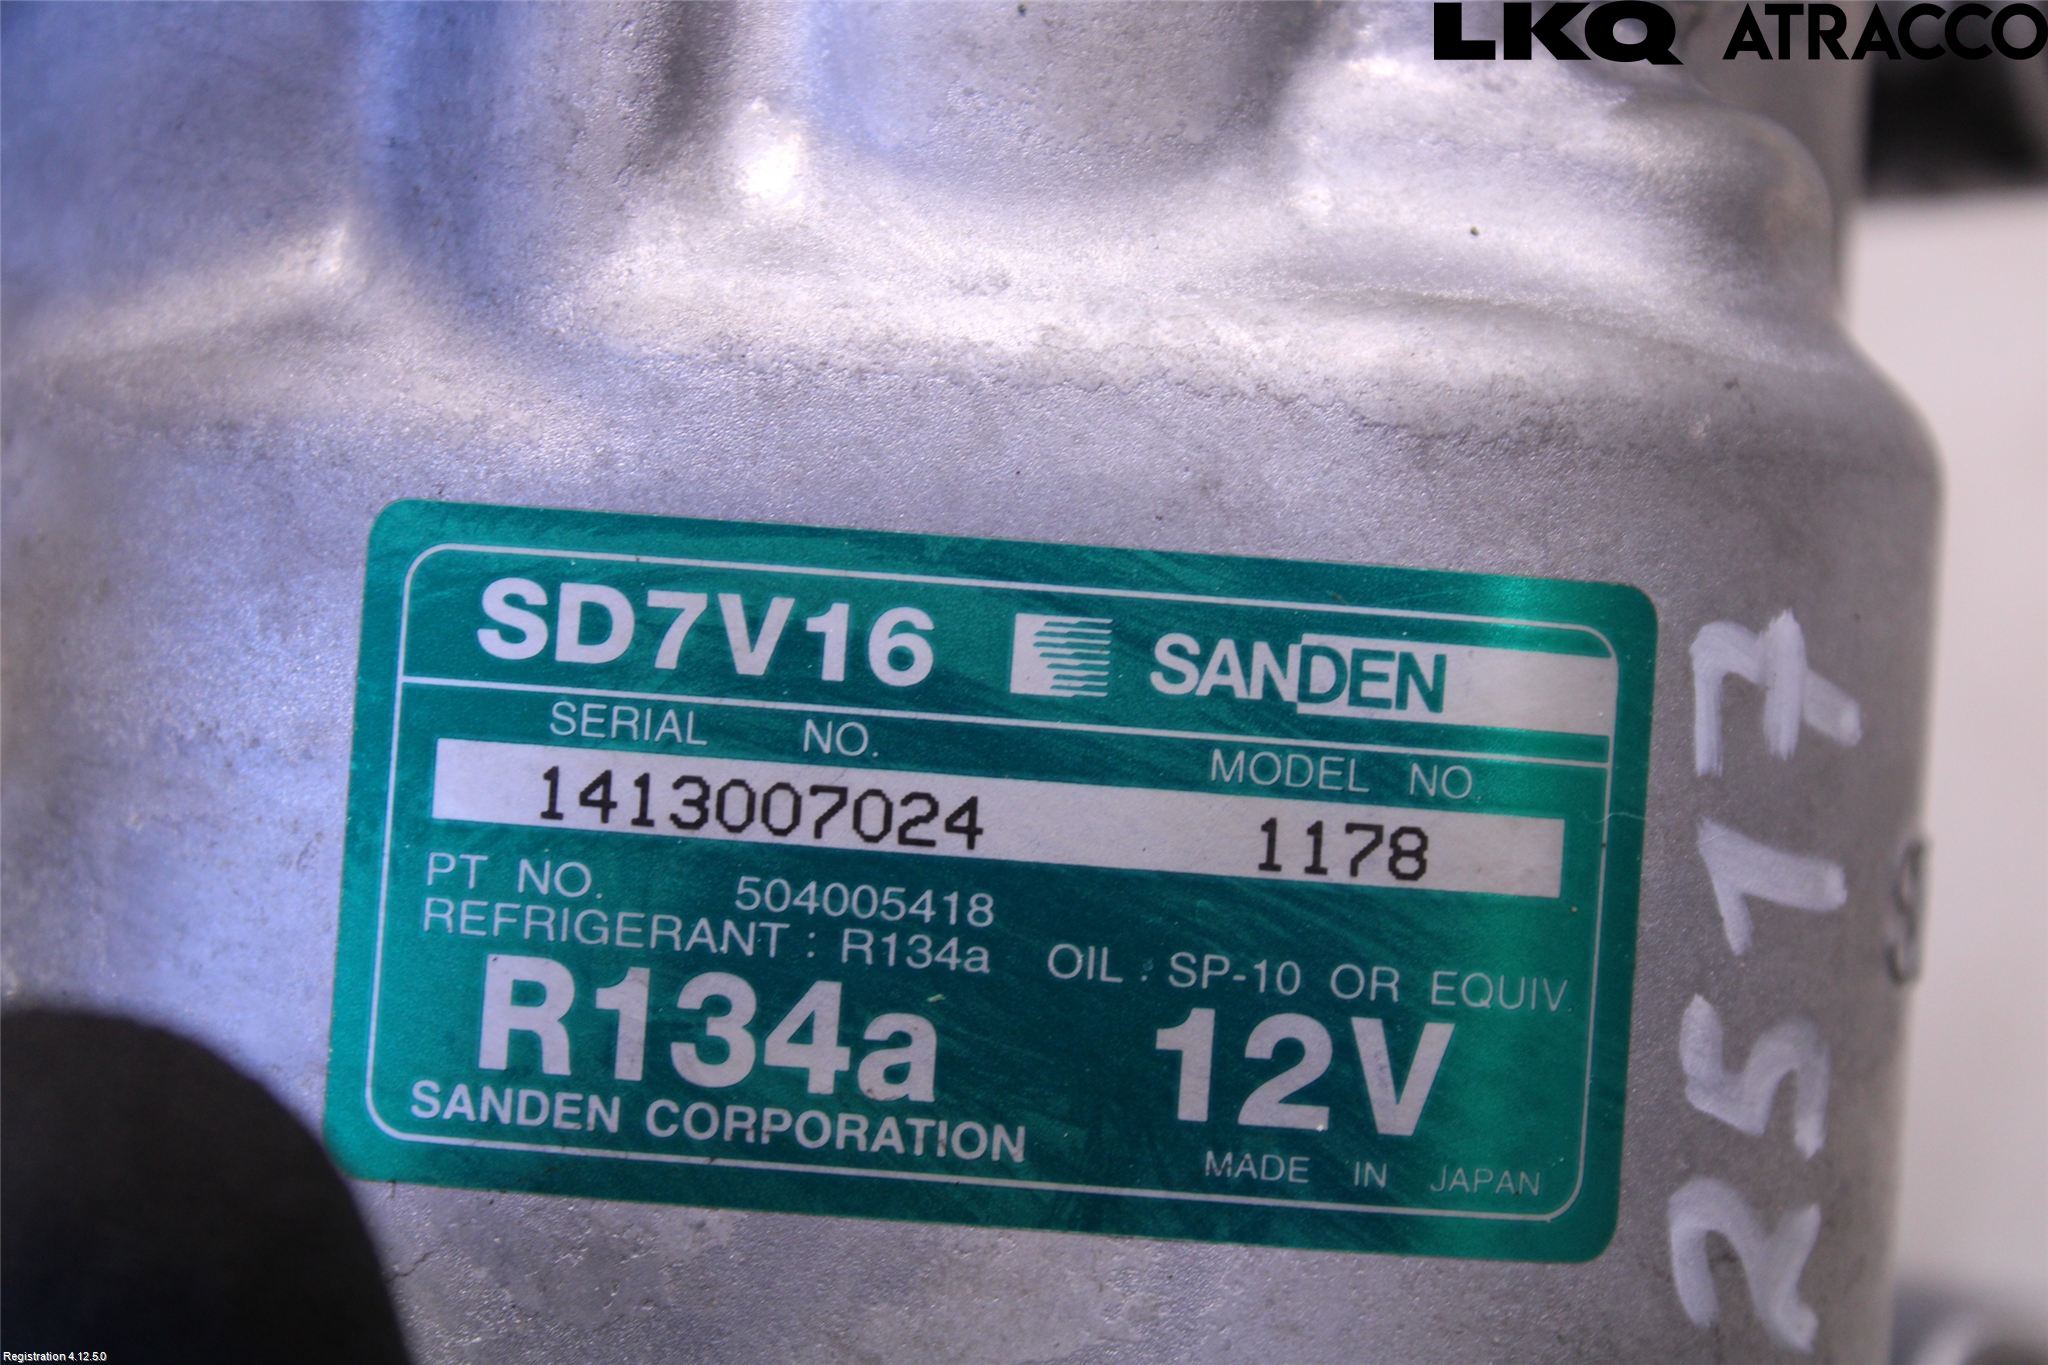 LKQ ATRACCO
SD7V16 SANDEN
SERIAL NO. MODEL NO
1413007024 1178
PT NO. 504005418
REFRIGERANT : R134a OIL : SP-10 OR EQUIV.
R134a 12V
SANDEN CORPORATION
MADE IN JAPAN
2517
Registration 4.12.5.0